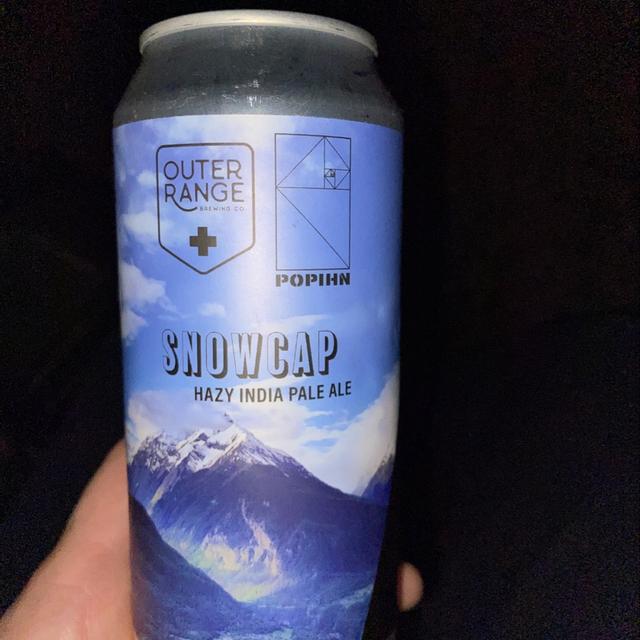 OUTER
RANGE
BREWING CO.
POPIHN
SNOWCAP
HAZY INDIA PALE ALE